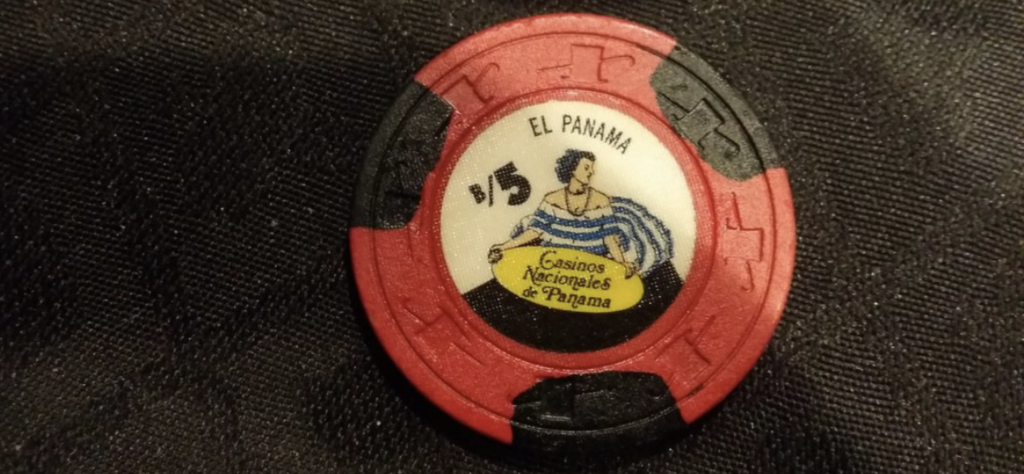 EL PANAMA
B/5
Casinos
Nacionales
de Panama